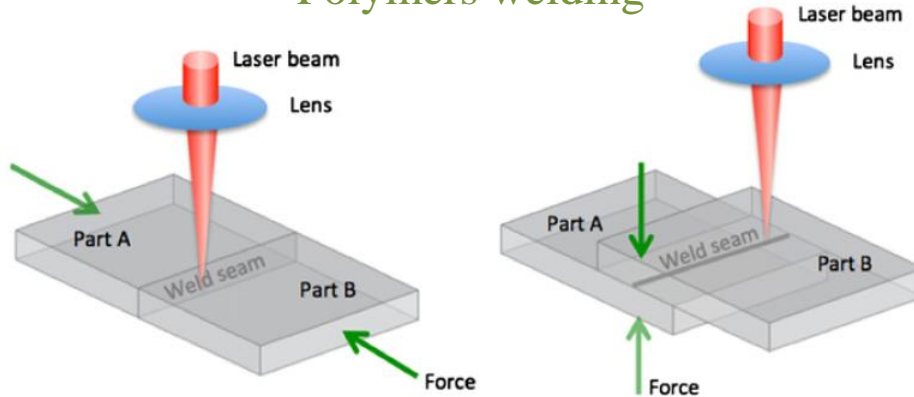 Polymers welding
Laser beam
Lens
Part A
Weld seam
Part B
Force
Laser beam
Lens
Part A
Weld seam
Part B
Force